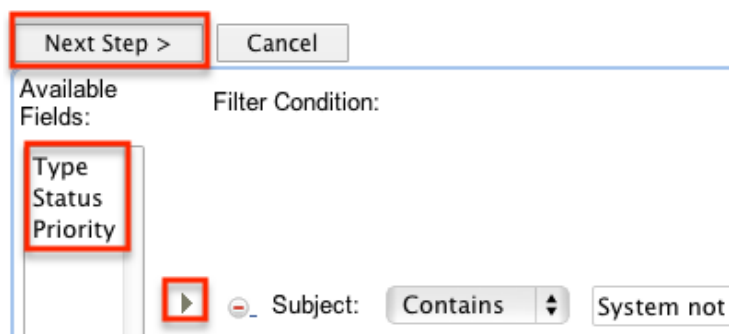 Next Step > Cancel
Available
Fields:
Filter Condition:
Type
Status
Priority
Subject: Contains System not